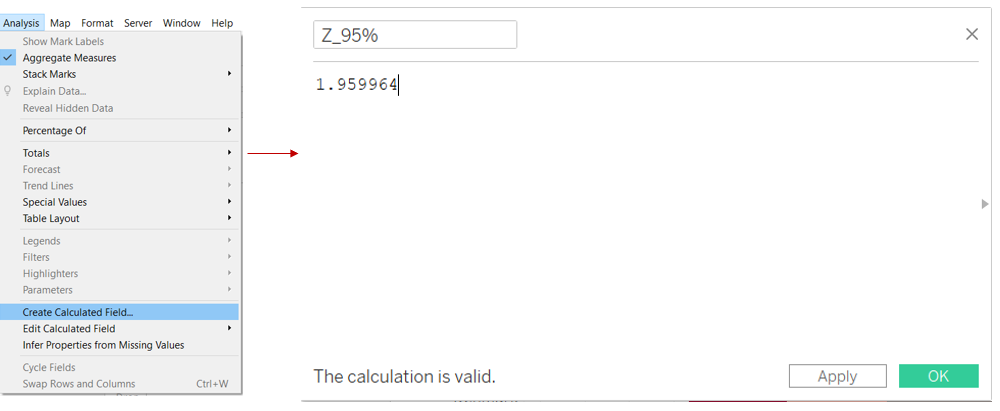 Analysis Map Format Server Window Help
Show Mark Labels
Aggregate Measures
Stack Marks
Explain Data...
Reveal Hidden Data
Percentage Of
Totals
Forecast
Trend Lines
Special Values
Table Layout
Legends
Filters
Highlighters
Parameters
Create Calculated Field...
Edit Calculated Field
Infer Properties from Missing Values
Cycle Fields
Swap Rows and Columns Ctrl+W
Z_95%
1.959964
The calculation is valid.
Apply
OK